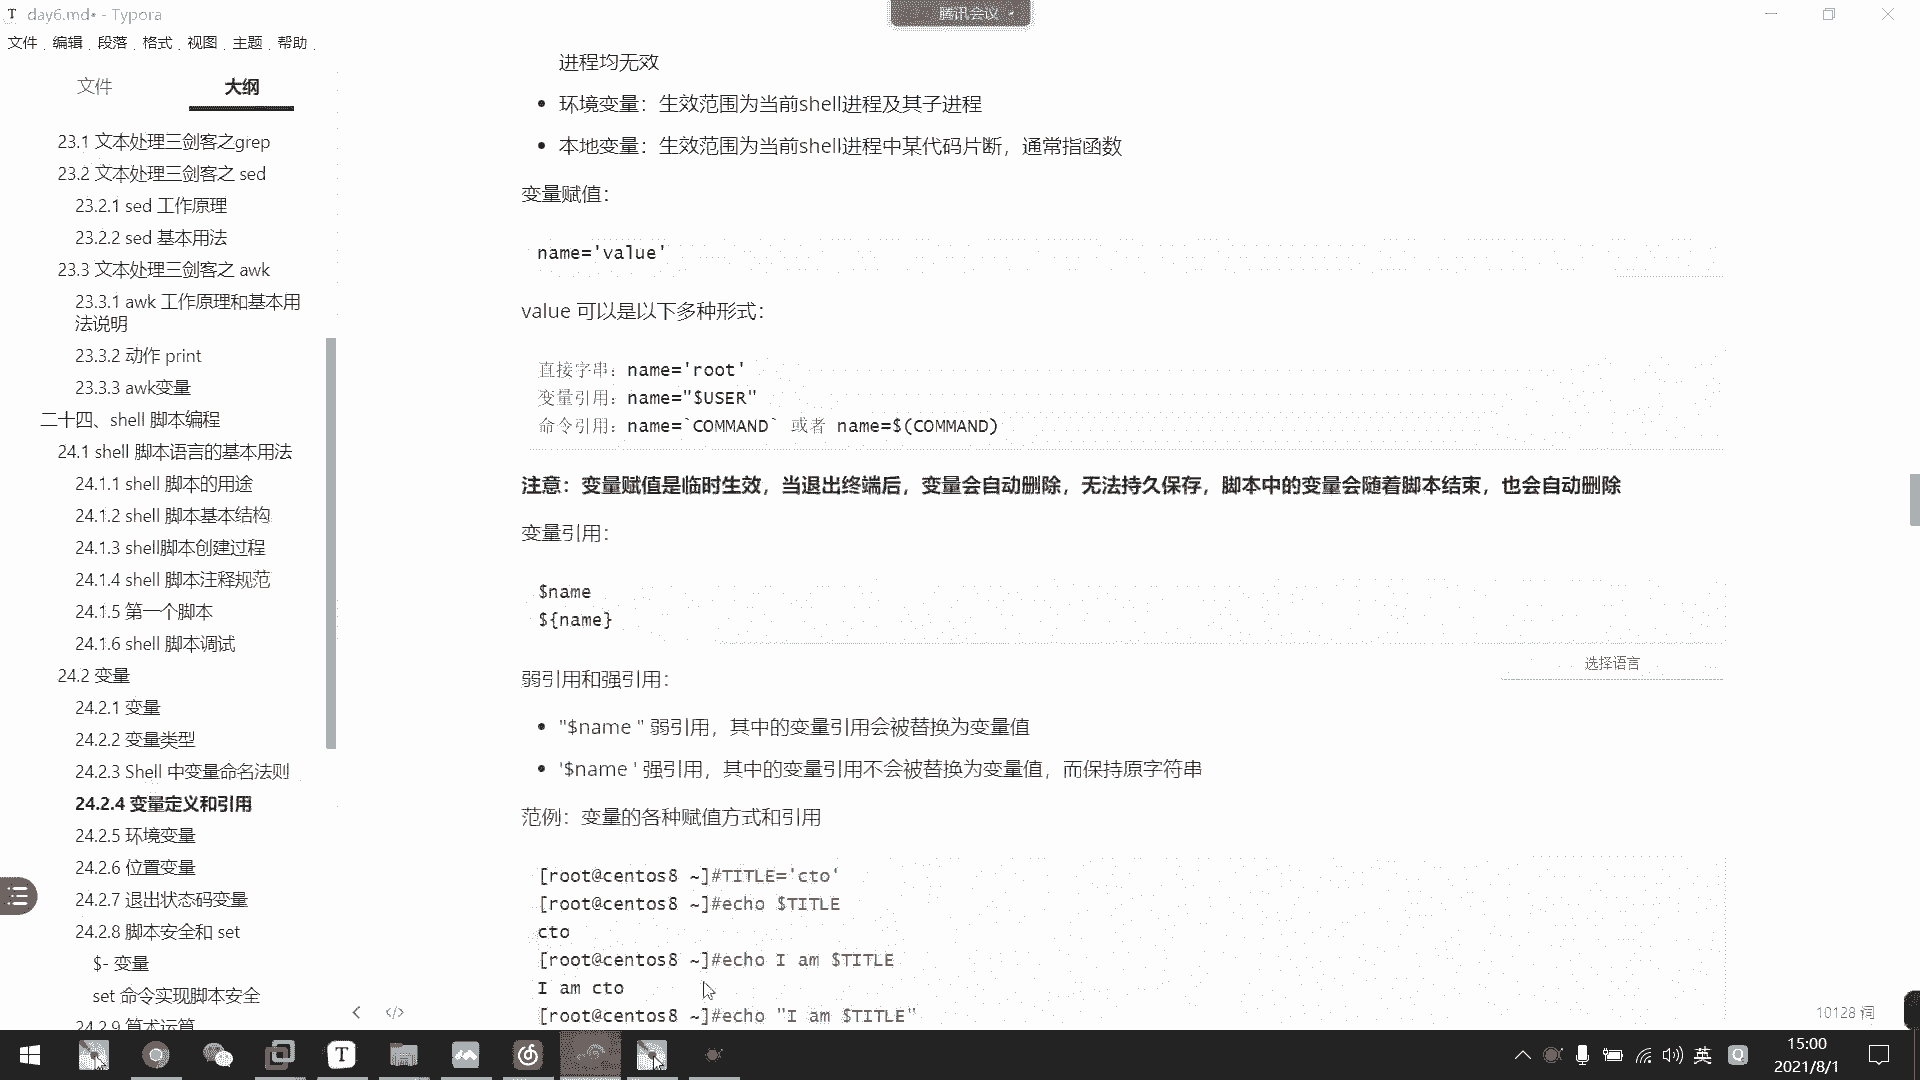 day6.md• - Typora
腾讯会议
文件 编辑 段落 格式 视图 主题 帮助
文件 大纲
23.1 文本处理三剑客之grep
23.2 文本处理三剑客之 sed
23.2.1 sed 工作原理
23.2.2 sed 基本用法
23.3 文本处理三剑客之 awk
23.3.1 awk 工作原理和基本用
法说明
23.3.2 动作 print
23.3.3 awk变量
二十四、shell 脚本编程
24.1 shell 脚本语言的基本用法
24.1.1 shell 脚本的用途
24.1.2 shell 脚本基本结构
24.1.3 shell脚本创建过程
24.1.4 shell 脚本注释规范
24.1.5 第一个脚本
24.1.6 shell 脚本调试
24.2 变量
24.2.1 变量
24.2.2 变量类型
24.2.3 Shell 中变量命名法则
24.2.4 变量定义和引用
24.2.5 环境变量
24.2.6 位置变量
24.2.7 退出状态码变量
24.2.8 脚本安全和 set
$- 变量
set 命令实现脚本安全
24.2.9 算术运算
进程均无效
• 环境变量：生效范围为当前shell进程及其子进程
• 本地变量：生效范围为当前shell进程中某代码片断，通常指函数
变量赋值：
name='value'
value 可以是以下多种形式：
直接字串：name='root'
变量引用：name="$USER"
命令引用：name=`COMMAND` 或者 name=$(COMMAND)
注意：变量赋值是临时生效，当退出终端后，变量会自动删除，无法持久保存，脚本中的变量会随着脚本结束，也会自动删除
变量引用：
$name
${name}
选择语言
弱引用和强引用：
• "$name " 弱引用，其中的变量引用会被替换为变量值
• '$name ' 强引用，其中的变量引用不会被替换为变量值，而保持原字符串
范例：变量的各种赋值方式和引用
[root@centos8 ~]#TITLE='cto'
[root@centos8 ~]#echo $TITLE
cto
[root@centos8 ~]#echo I am $TITLE
I am cto
[root@centos8 ~]#echo "I am $TITLE"
10128 词
英
15:00
2021/8/1